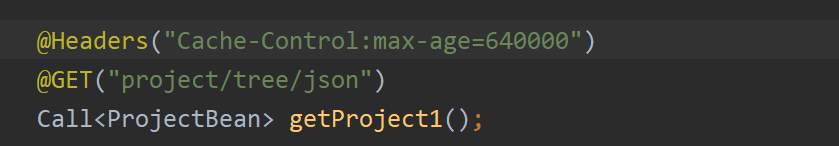 @Headers("Cache-Control:max-age=640000")
@GET("project/tree/json")
Call<ProjectBean> getProject1();